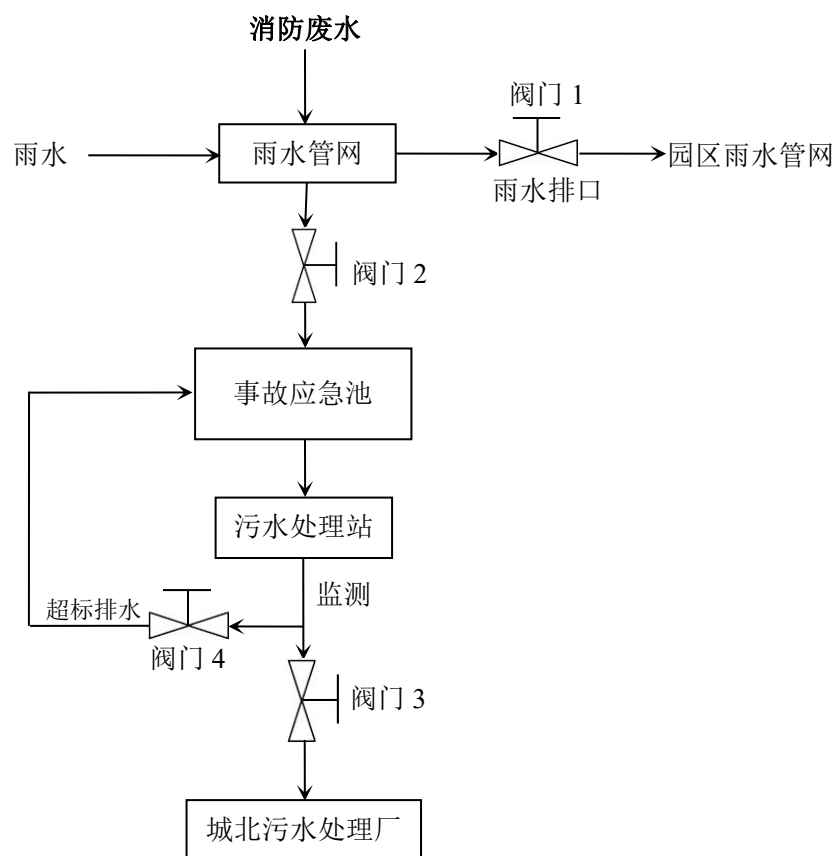 消防废水
阀门 1
雨水
雨水管网
园区雨水管网
雨水排口
阀门 2
事故应急池
污水处理站
监测
超标排水
阀门 4
阀门 3
城北污水处理厂